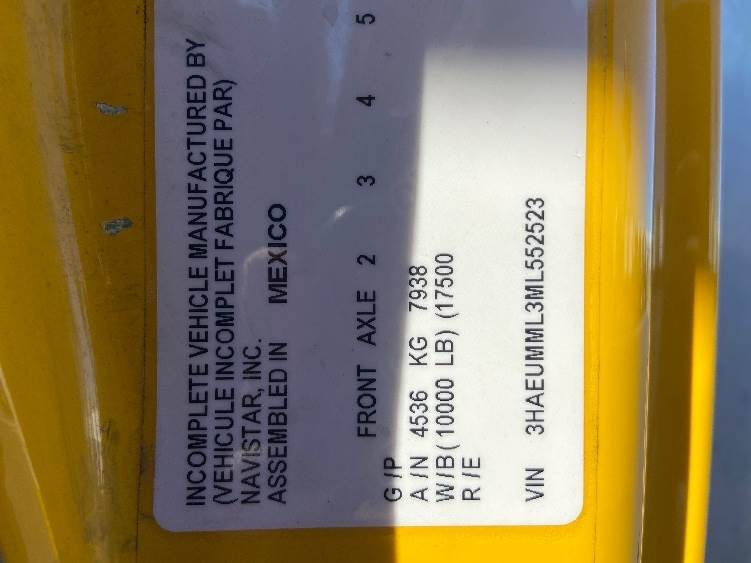 INCOMPLETE VEHICLE MANUFACTURED BY
(VEHICULE INCOMPLET FABRIQUE PAR)
NAVISTAR, INC.
ASSEMBLED IN MEXICO
FRONT AXLE 2 3 4 5
G /P
A /N 4536 KG 7938
W/B(10000 LB)(17500
R /E
VIN 3HAEUMML3ML552523